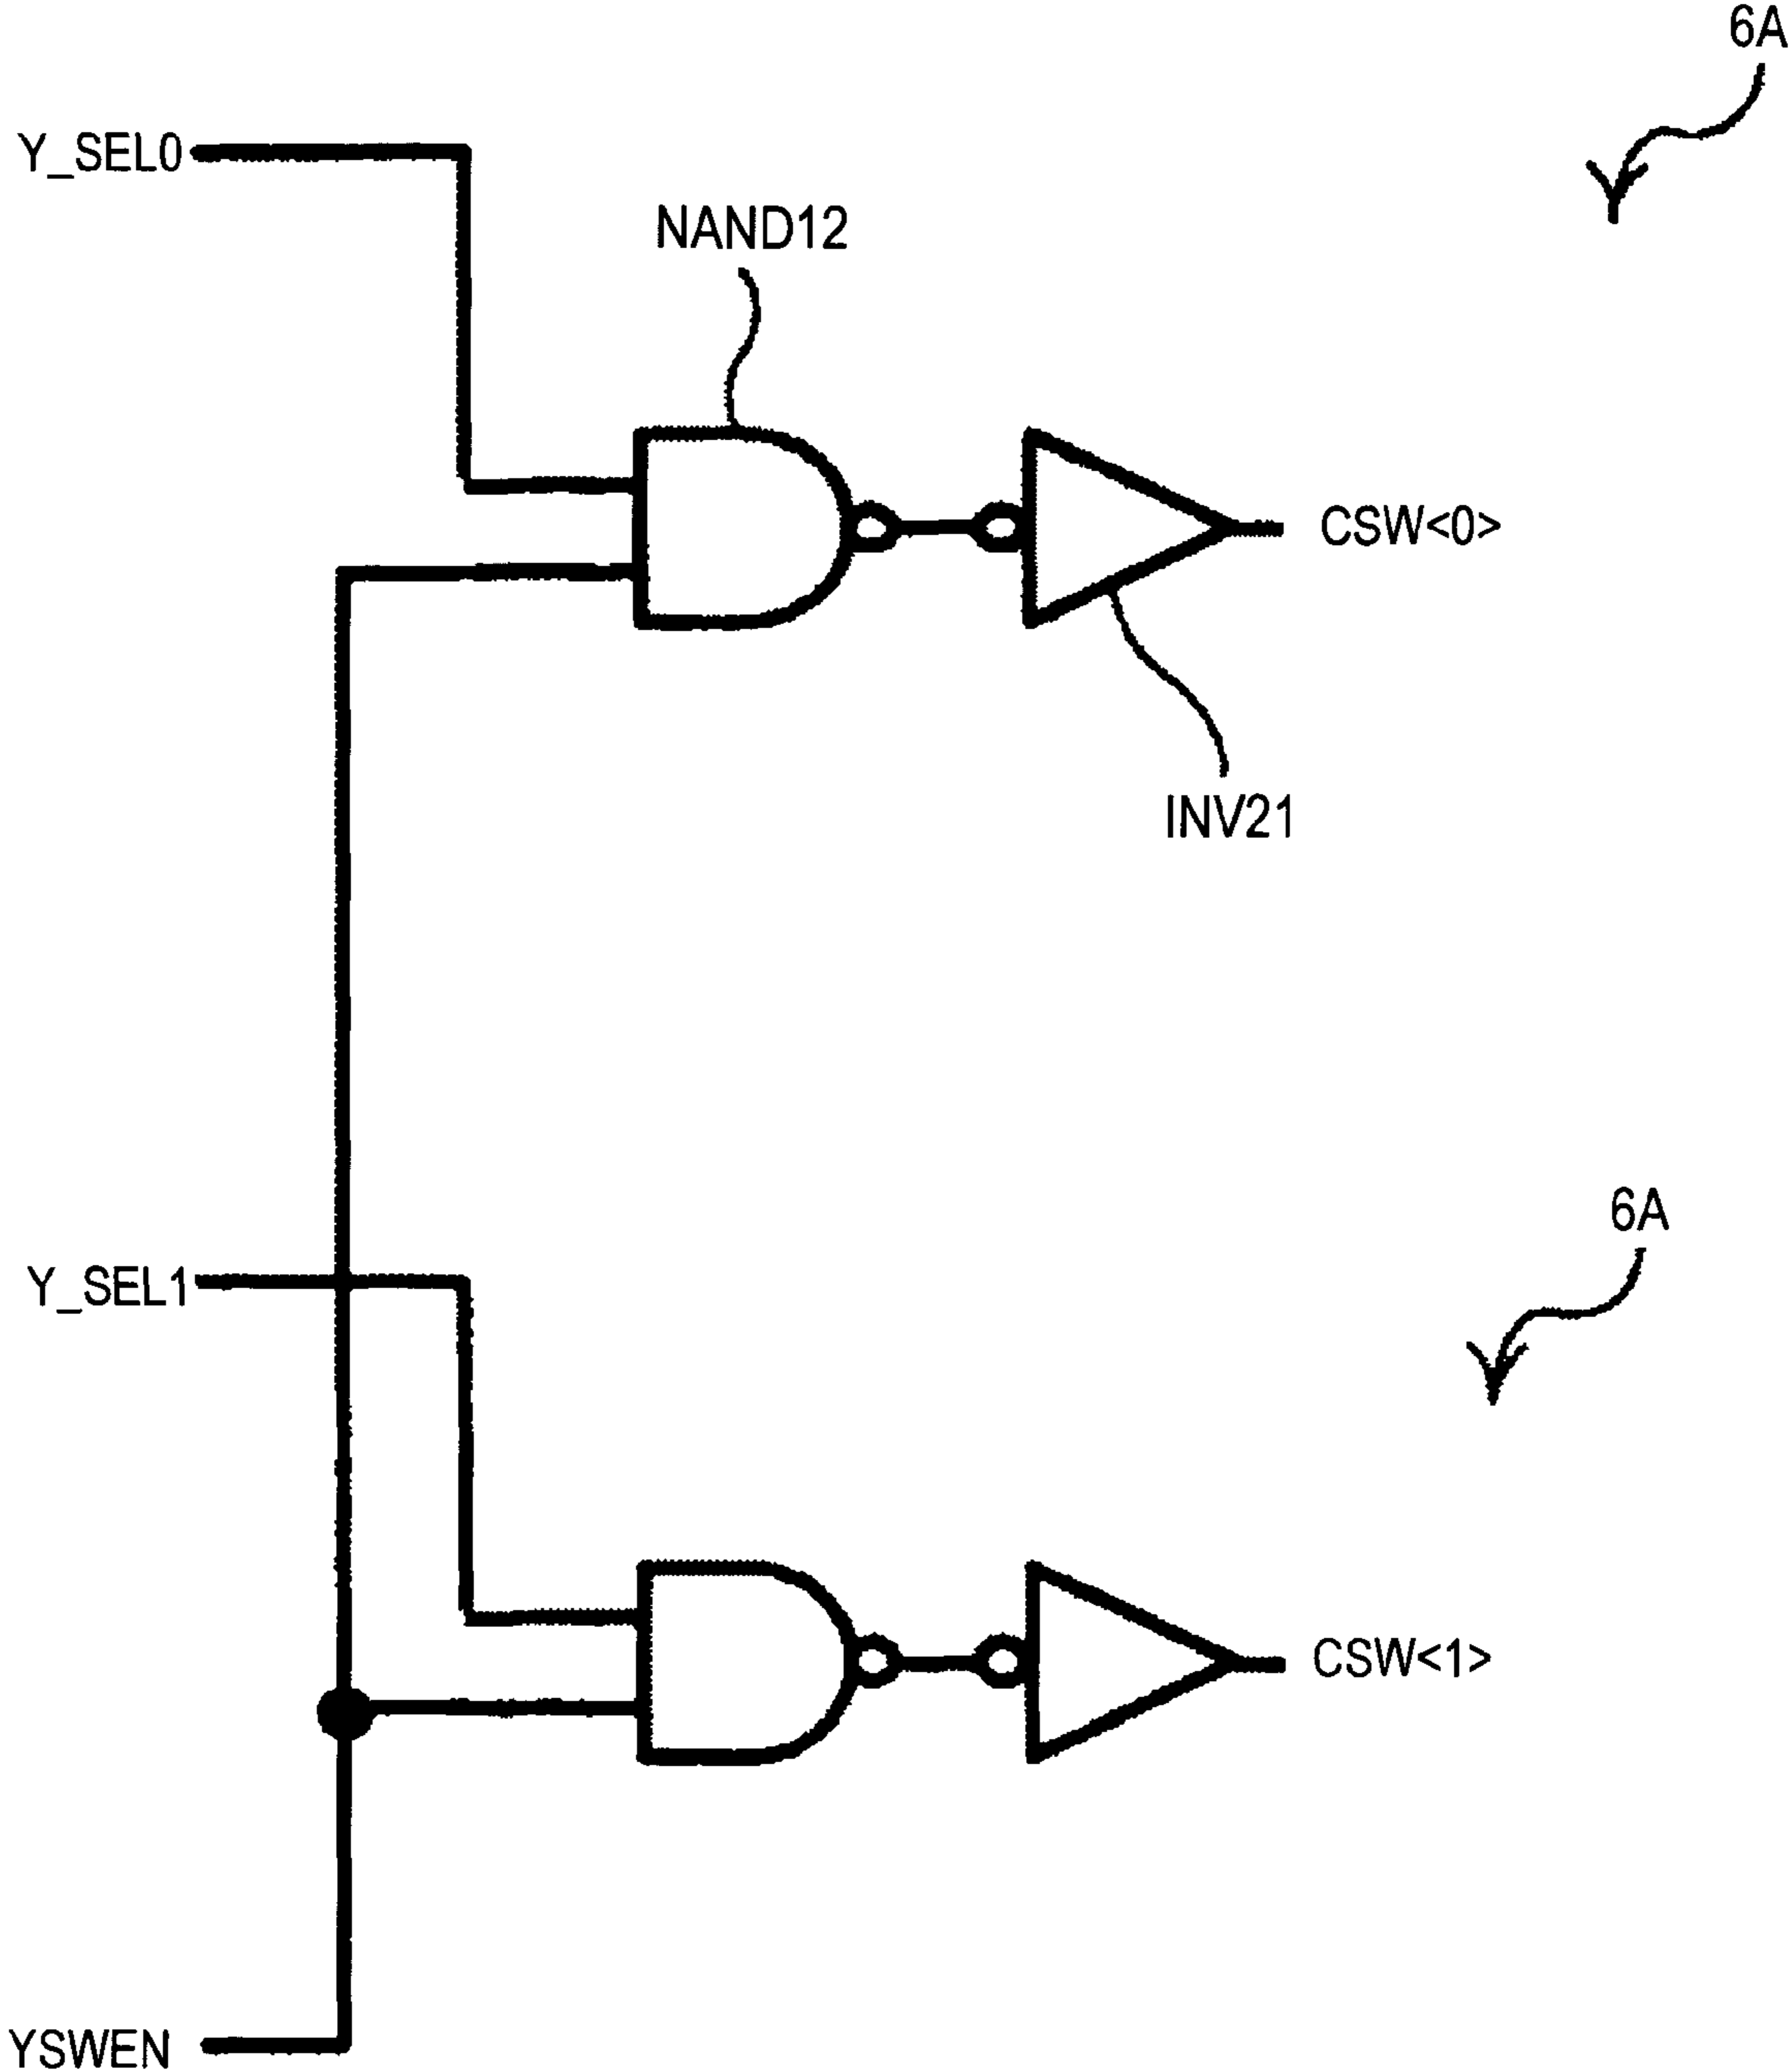 6A
Y_SEL0
NAND12
CSW<0>
INV21
6A
Y_SEL1
CSW<1>
YSWEN